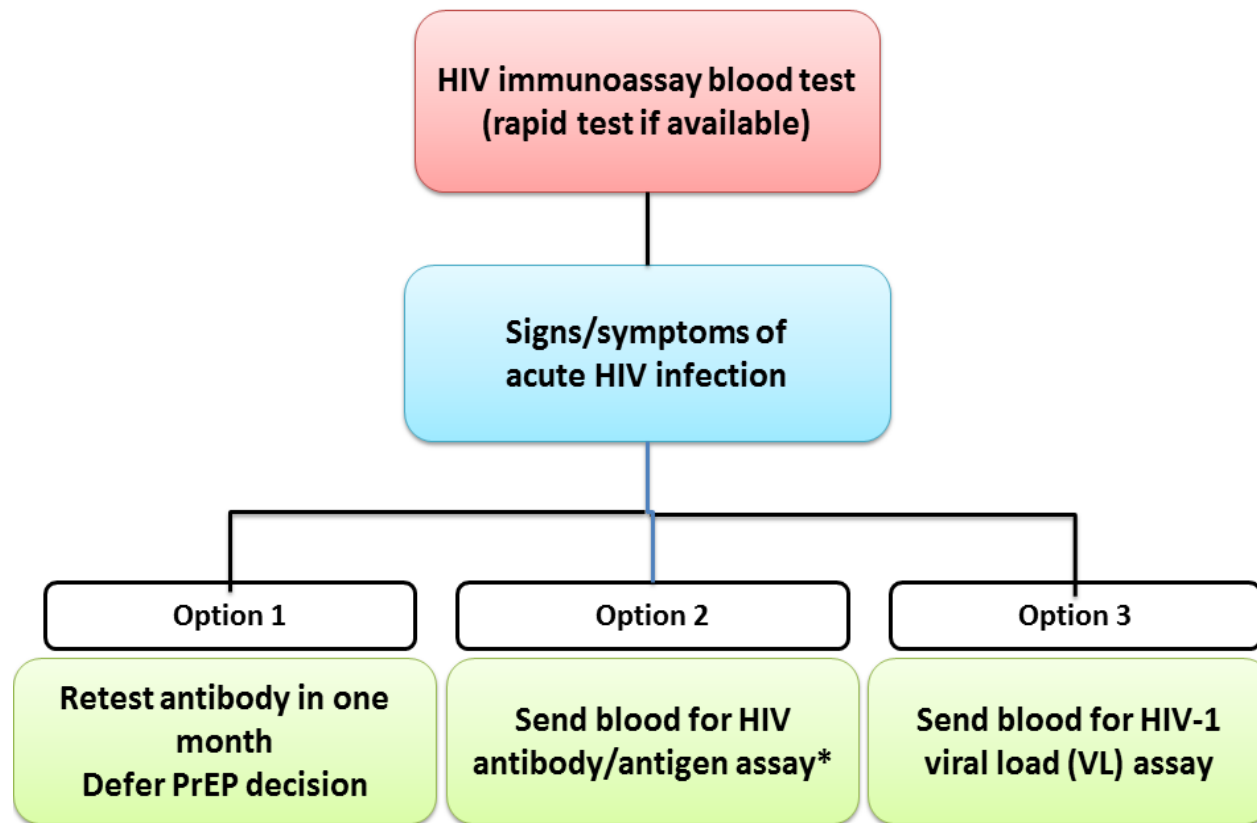 HIV immunoassay blood test
(rapid test if available)
Signs/symptoms of
acute HIV infection
Option 1
Option 2
Option 3
Retest antibody in one
month
Defer PrEP decision
Send blood for HIV
antibody/antigen assay*
Send blood for HIV-1
viral load (VL) assay